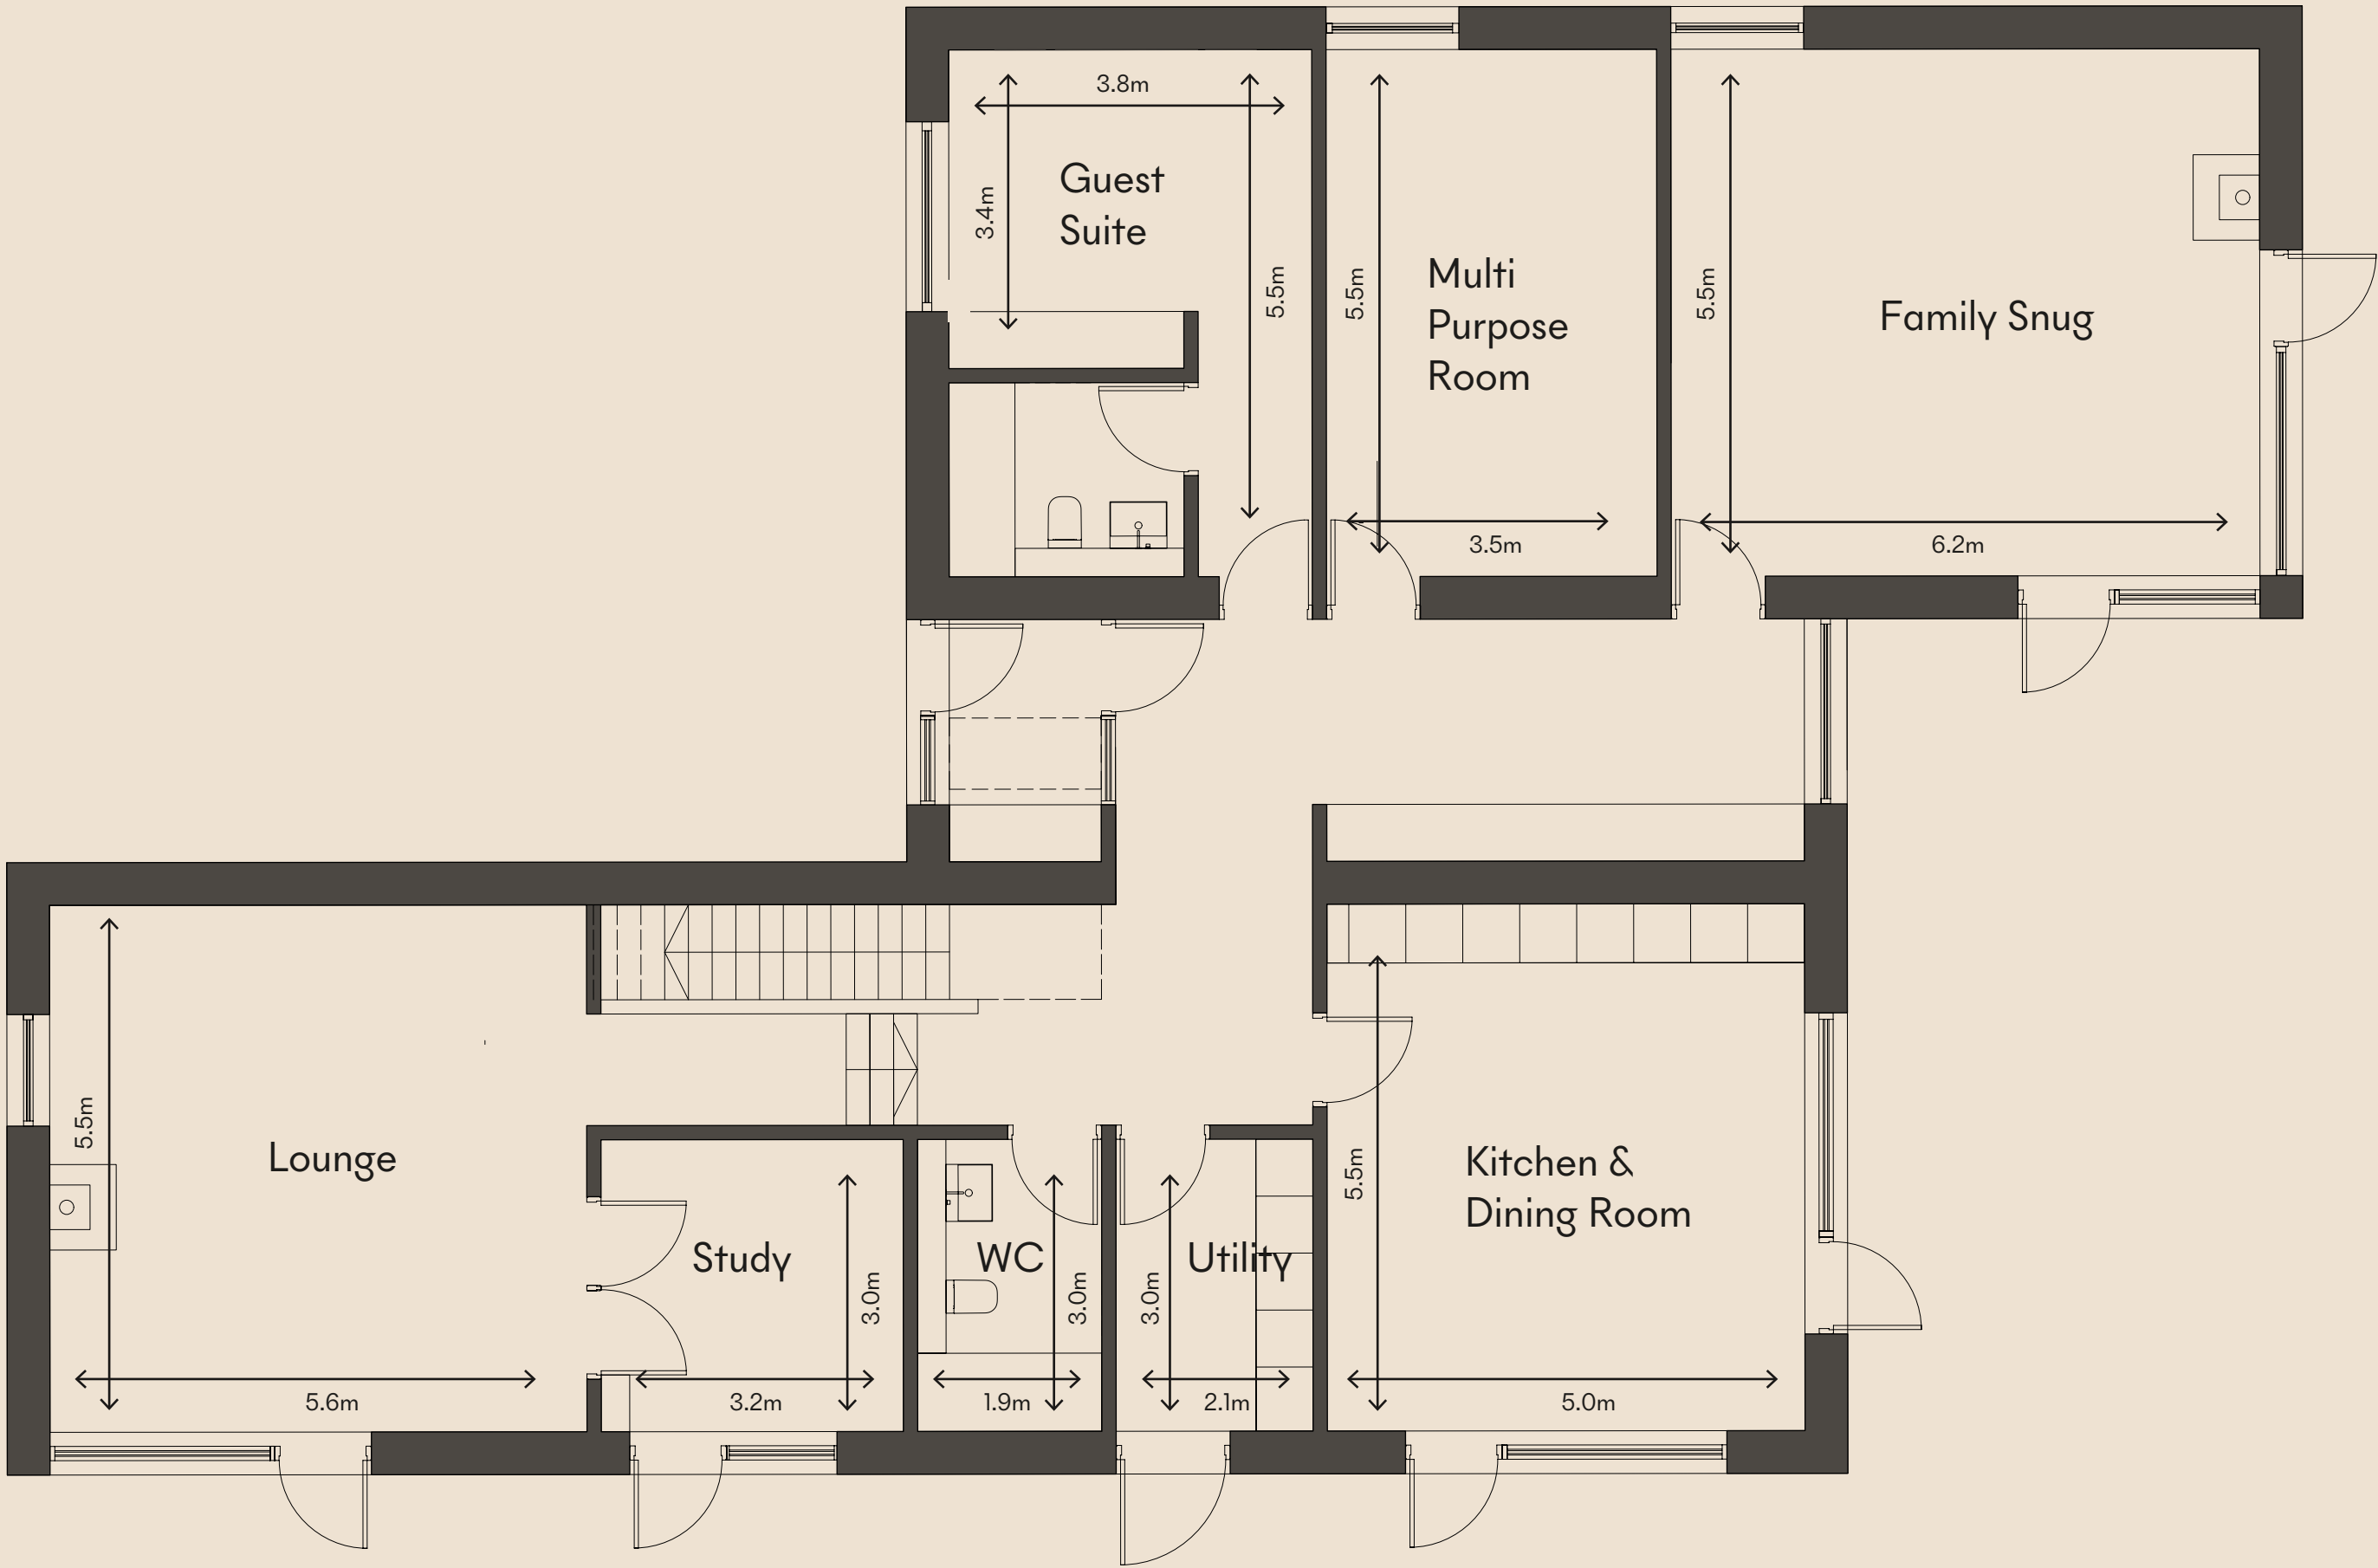 3.8m
3.4m
Guest
Suite
5.5m
5.5m
Multi
Purpose
Room
3.5m
5.5m
Family Snug
6.2m
5.5m
Lounge
5.6m
Study
3.0m
3.2m
WC
3.0m
1.9m
3.0m
Utility
2.1m
5.5m
Kitchen &
Dining Room
5.0m